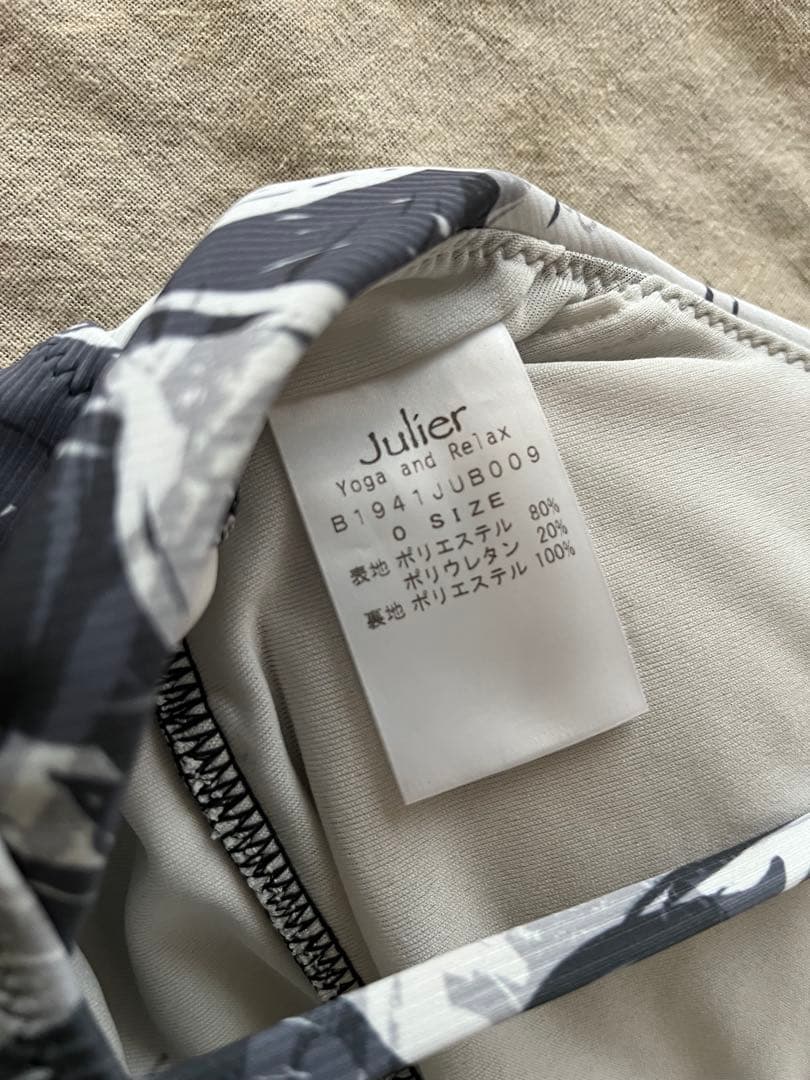 Julier
Yoga and Relax
B1941JUB009
0 SIZE
表地 ポリエステル 80%
ポリウレタン 20%
裏地 ポリエステル 100%